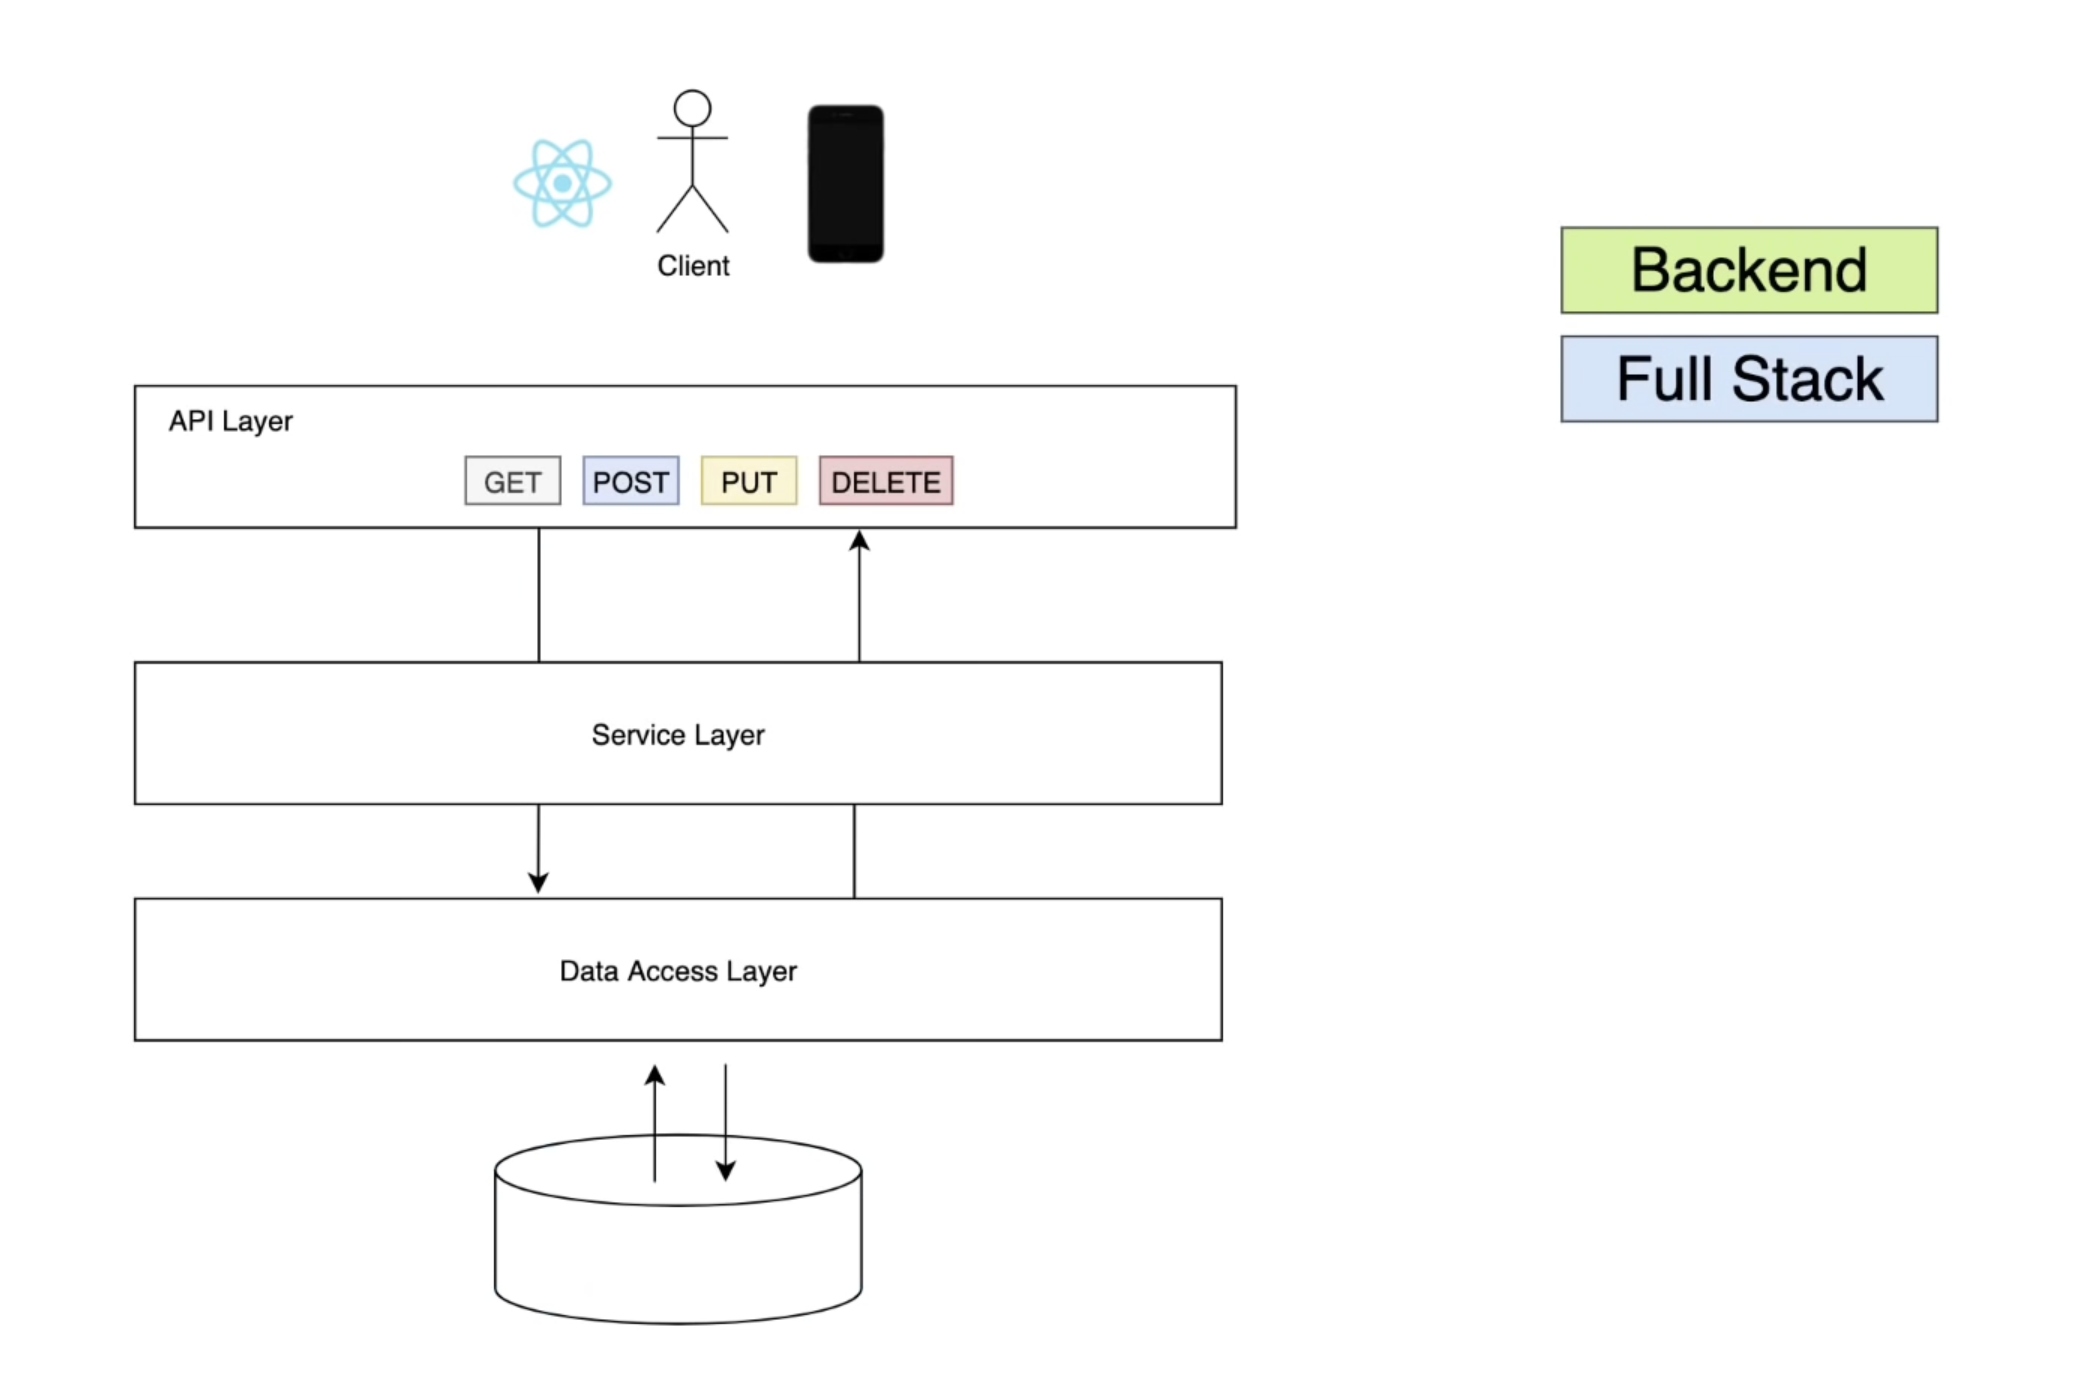 Client
Backend
Full Stack
API Layer
GET POST PUT DELETE
Service Layer
Data Access Layer